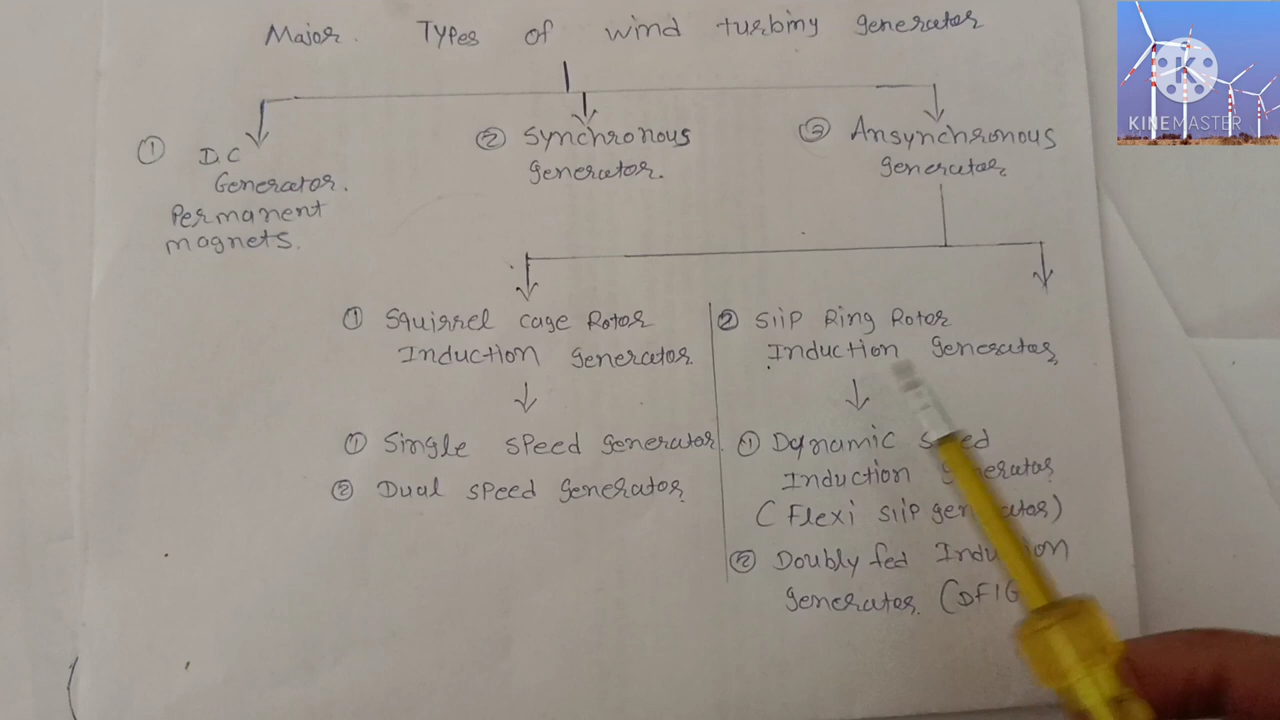 Major. Types of wind turbiny generator
① D.C
Generator.
Permanent
magnets.
② Synchronous
generator.
③ Ansynchronous
generator
① Squirrel cage Rotor
Induction generator
① Single speed generator
② Dual speed generator
② Slip Ring Rotor
Induction generator
① Dynamic
Induction
(Flexi slip
② Doubly fed Induction
generator. (DFIG
KINEMASTER